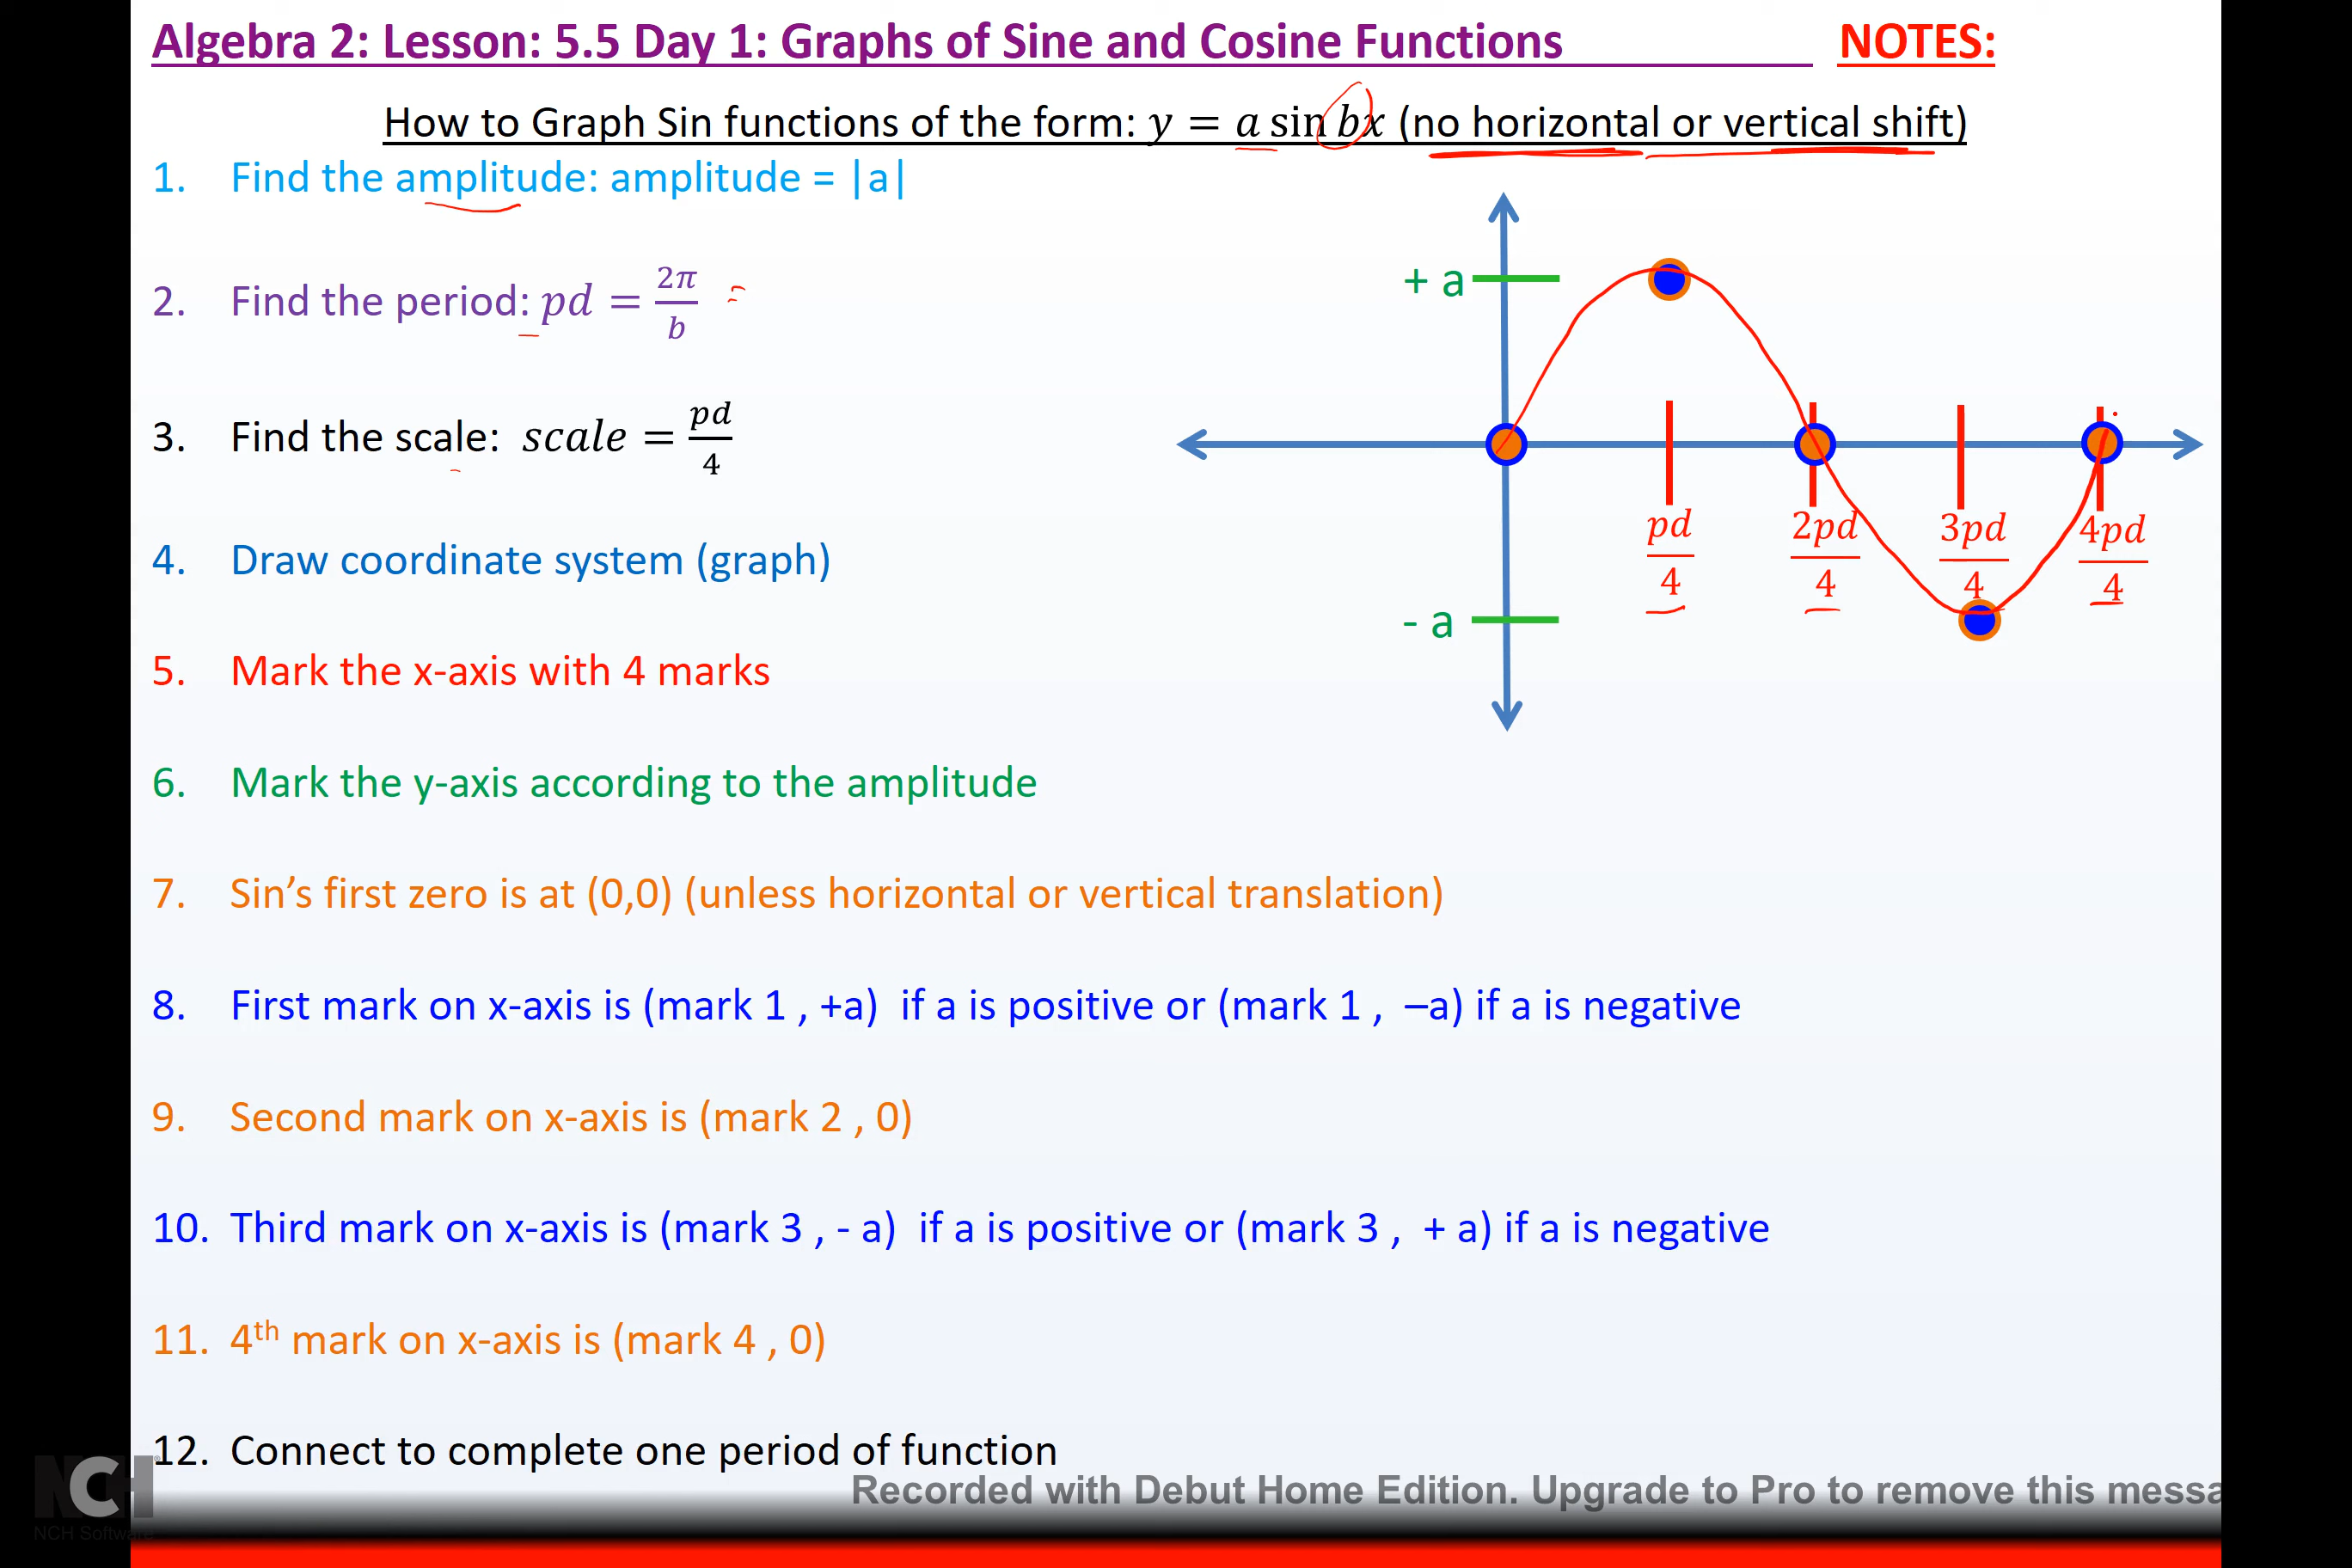 Algebra 2: Lesson: 5.5 Day 1: Graphs of Sine and Cosine Functions NOTES:
How to Graph Sin functions of the form: y = a sin bx (no horizontal or vertical shift)
1. Find the amplitude: amplitude = |a|
2. Find the period: pd = 2π/b
3. Find the scale: scale = pd/4
4. Draw coordinate system (graph)
5. Mark the x-axis with 4 marks
6. Mark the y-axis according to the amplitude
7. Sin’s first zero is at (0,0) (unless horizontal or vertical translation)
8. First mark on x-axis is (mark 1 , +a) if a is positive or (mark 1 , –a) if a is negative
9. Second mark on x-axis is (mark 2 , 0)
10. Third mark on x-axis is (mark 3 , - a) if a is positive or (mark 3 , + a) if a is negative
11. 4th mark on x-axis is (mark 4 , 0)
12. Connect to complete one period of function
+ a
pd/4 2pd/4 3pd/4 4pd/4
- a
NCH
NCH Software
Recorded with Debut Home Edition. Upgrade to Pro to remove this messa